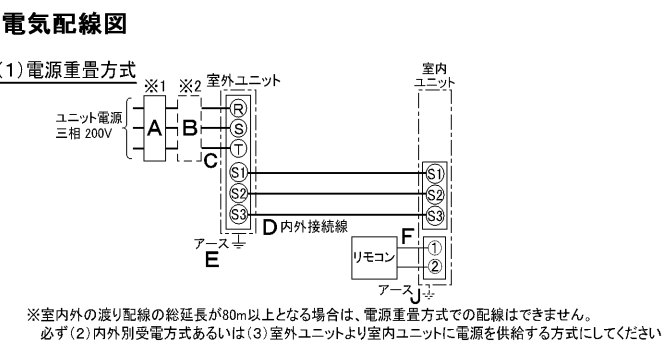 電気配線図
(1)電源重畳方式
※1 ※2 室外ユニット
室内
ユニット
ユニット電源
三相 200V
A
B
C
R
S
T
S1
S2
S3
S1
S2
S3
D 内外接続線
アース
E
F
リモコン
①
②
アース J
※室内外の渡り配線の総延長が80m以上となる場合は、電源重畳方式での配線はできません。
必ず(2)内外別受電方式あるいは(3)室外ユニットより室内ユニットに電源を供給する方式にしてください